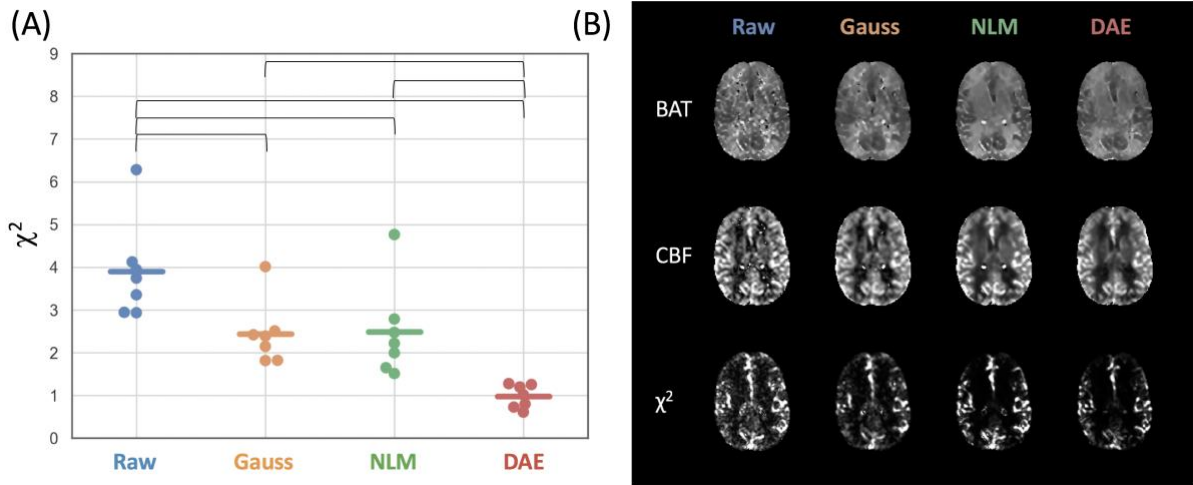 (A)
9
8
7
6
5
4
3
2
1
0
χ²
Raw Gauss NLM DAE
(B)
Raw Gauss NLM DAE
BAT
CBF
χ²